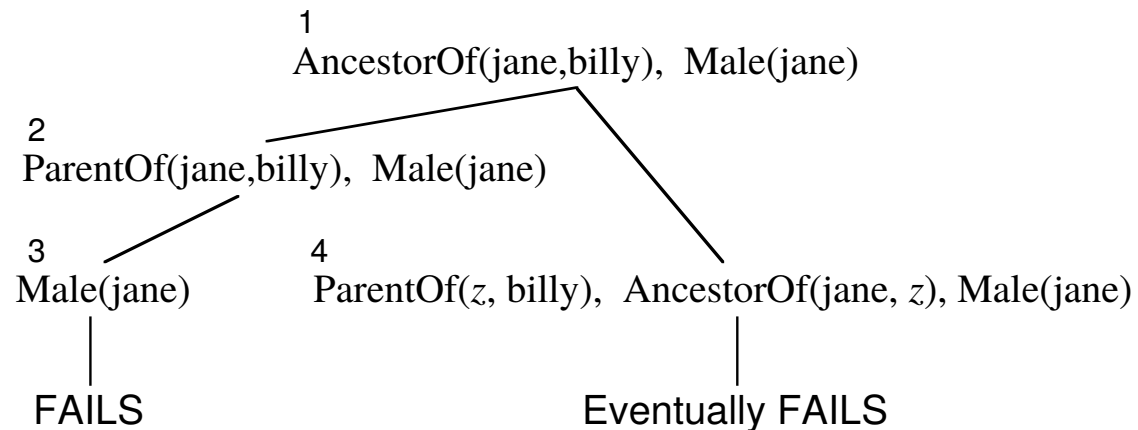 1
AncestorOf(jane,billy), Male(jane)
2
ParentOf(jane,billy), Male(jane)
3
Male(jane)
4
ParentOf(z, billy), AncestorOf(jane, z), Male(jane)
FAILS
Eventually FAILS